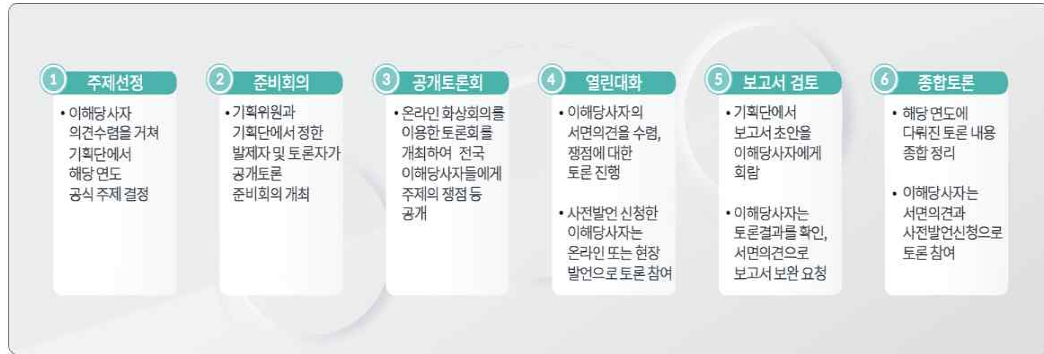 1 주제선정
• 이해당사자
의견수렴을 거쳐
기획단에서
해당 연도
공식 주제 결정
2 준비회의
• 기획위원과
기획단에서 정한
발제자 및 토론자가
공개토론
준비회의 개최
3 공개토론회
• 온라인 화상회의를
이용한 토론회를
개최하여 전국
이해당사자들에게
주제의 쟁점 등
공개
4 열린대화
• 이해당사자의
서면의견을 수렴,
쟁점에 대한
토론 진행
• 사전발언 신청한
이해당사자는
온라인 또는 현장
발언으로 토론 참여
5 보고서 검토
• 기획단에서
보고서 초안을
이해당사자에게
회람
• 이해당사자는
토론결과를 확인,
서면의견으로
보고서 보완 요청
6 종합토론
• 해당 연도에
다뤄진 토론 내용
종합 정리
• 이해당사자는
서면의견과
사전발언신청으로
토론 참여